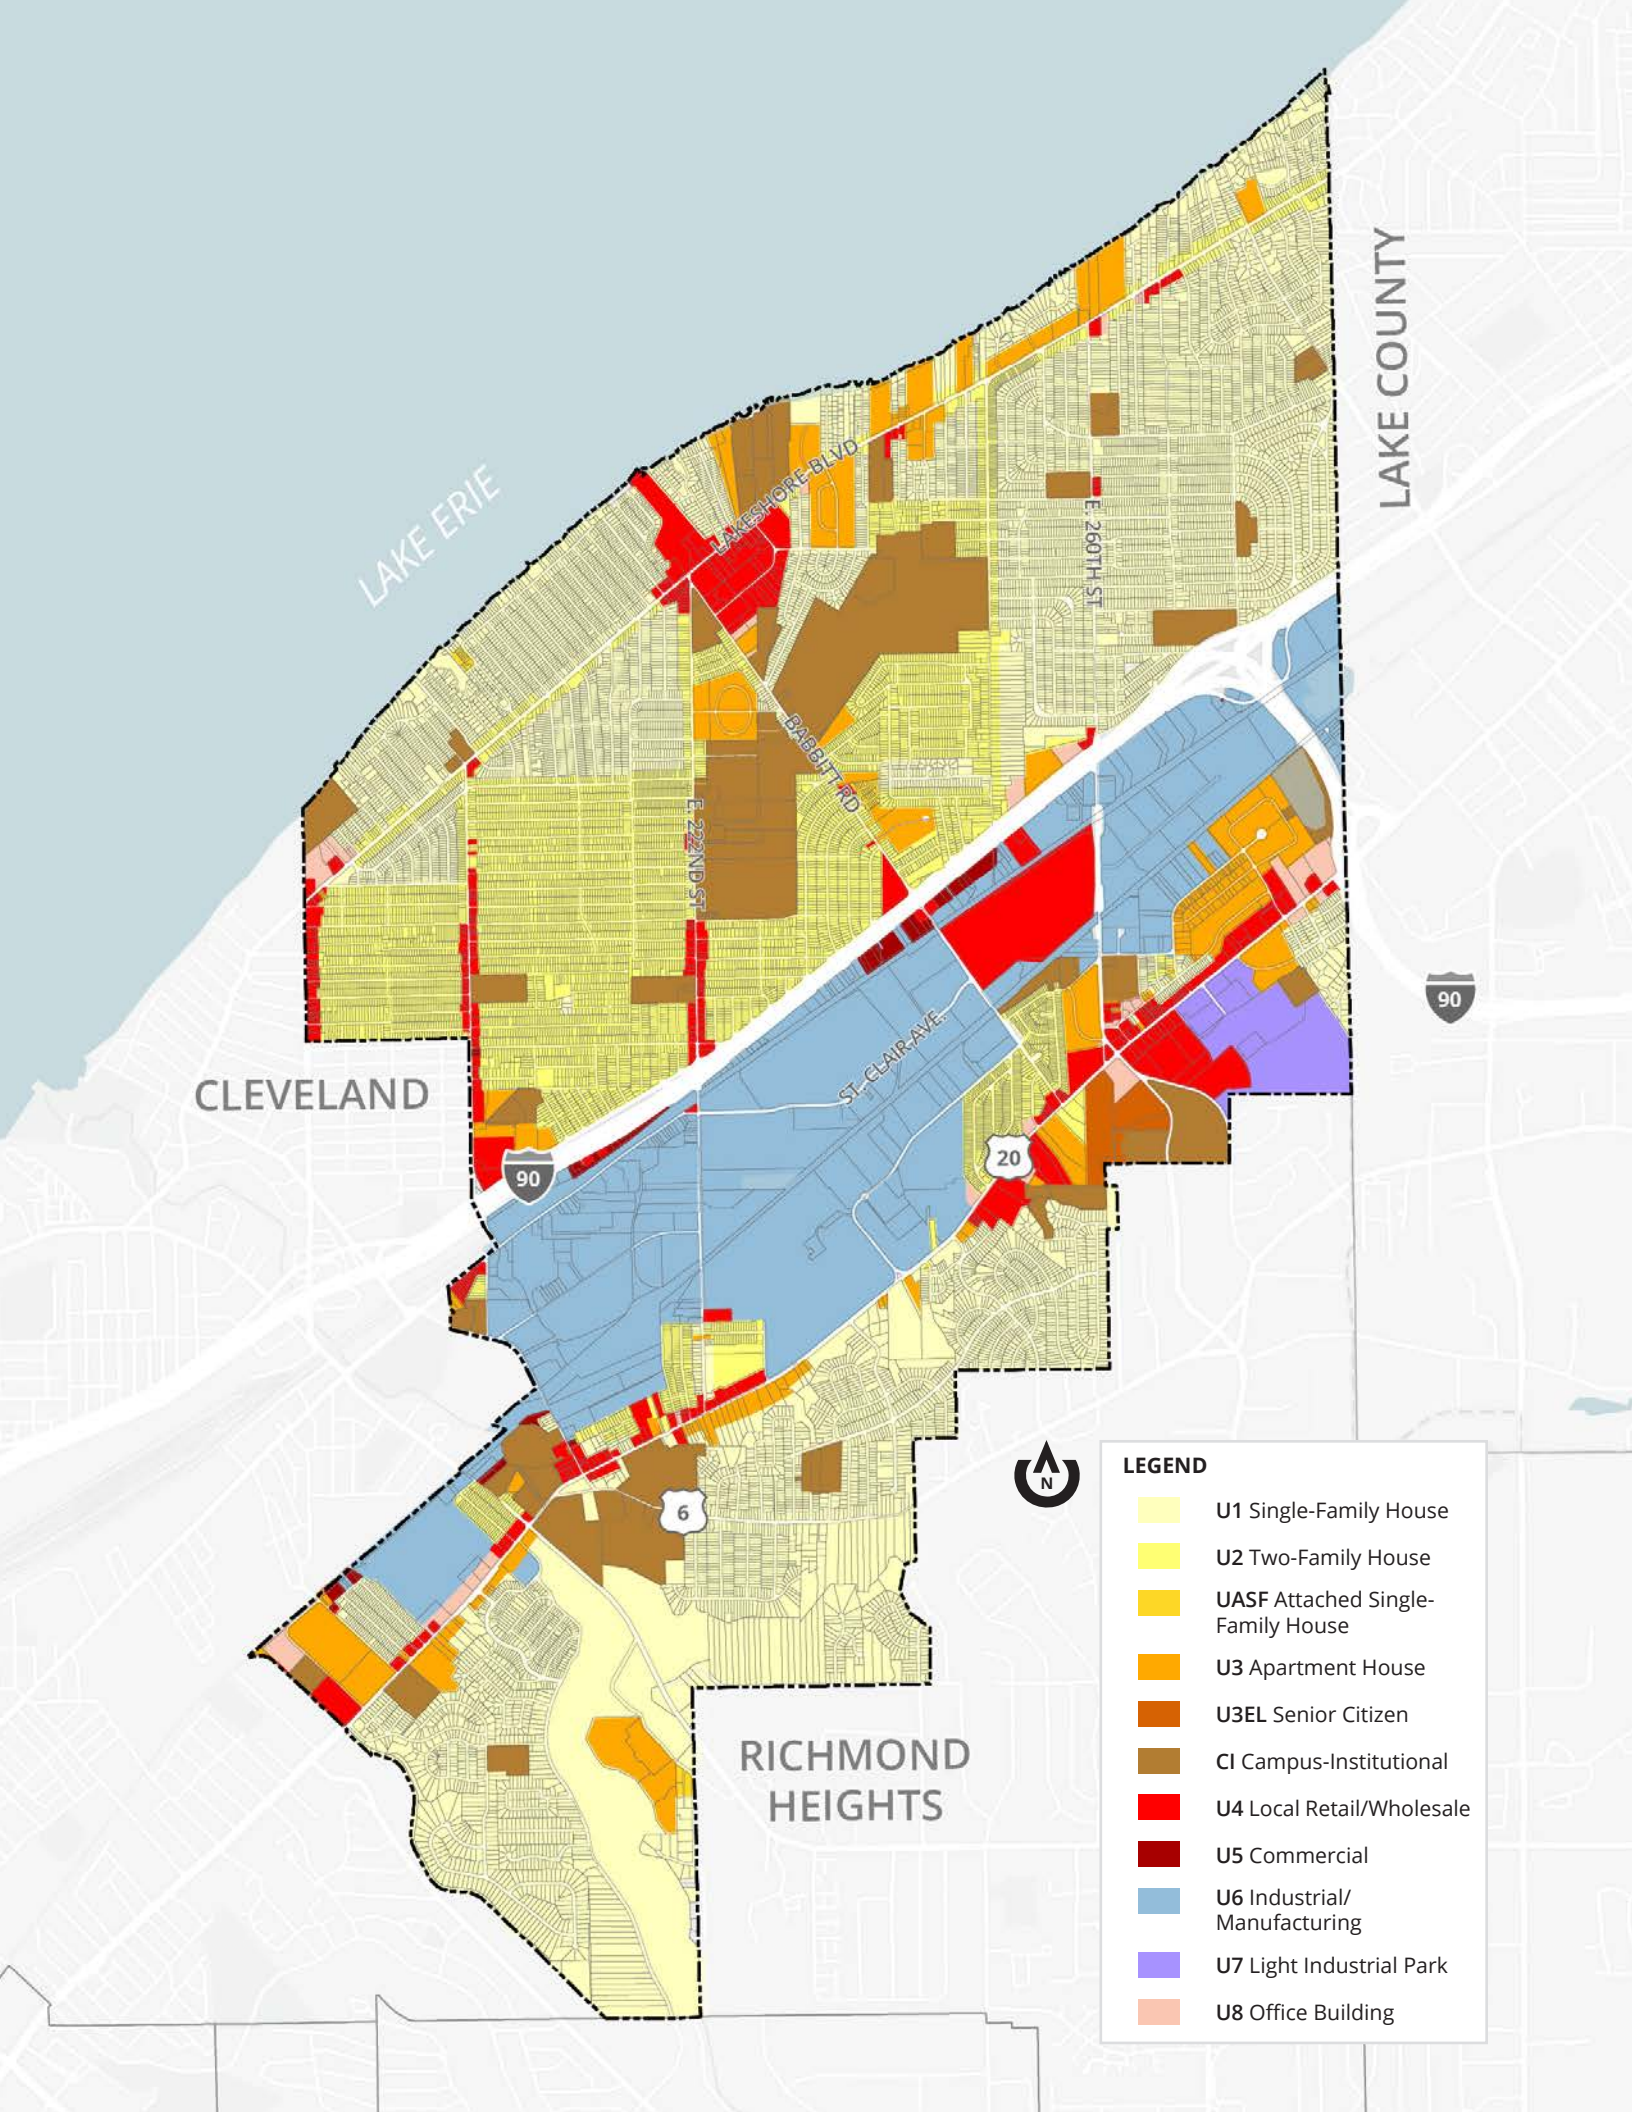 LAKE COUNTY
LAKE ERIE
LAKESHORE BLVD
E. 260TH ST
BABBITT RD
E. 222ND ST
90
ST. CLAIR AVE.
CLEVELAND
20
90
6
RICHMOND
HEIGHTS
N
LEGEND
U1 Single-Family House
U2 Two-Family House
UASF Attached Single-
Family House
U3 Apartment House
U3EL Senior Citizen
CI Campus-Institutional
U4 Local Retail/Wholesale
U5 Commercial
U6 Industrial/
Manufacturing
U7 Light Industrial Park
U8 Office Building